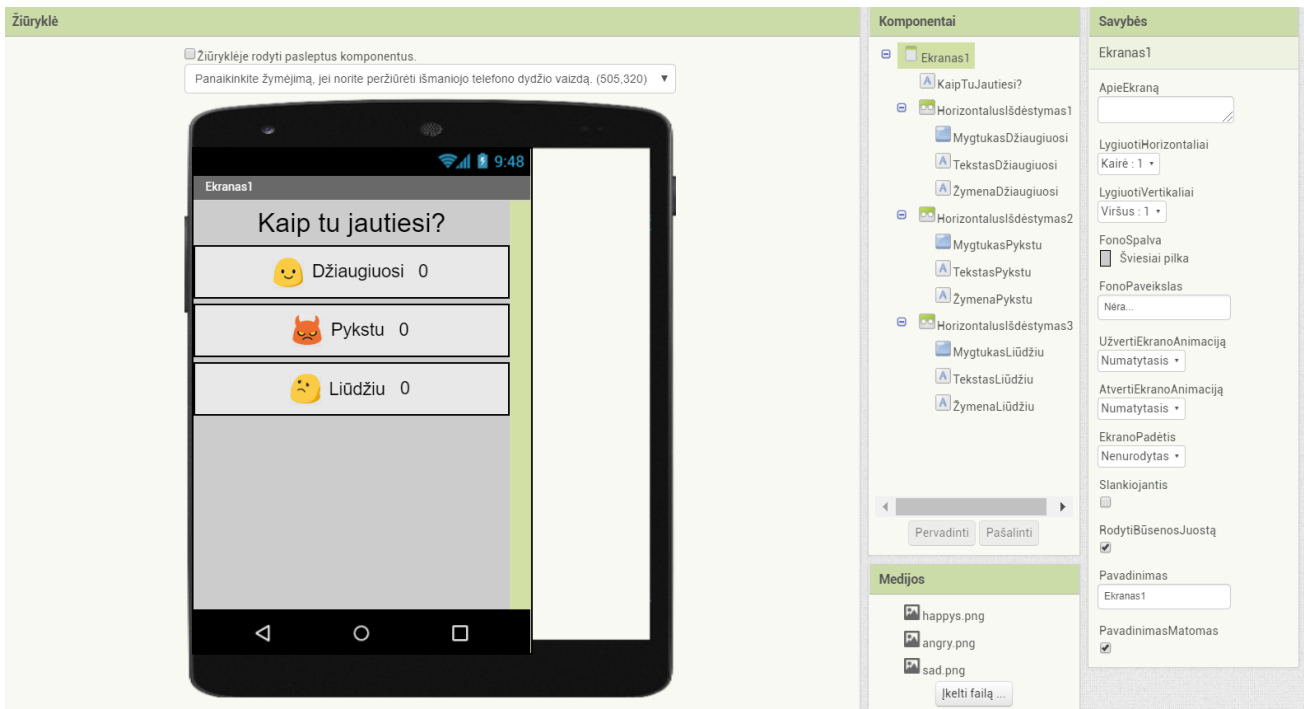 Žiūryklė
Žiūryklėje rodyti pasleptus komponentus.
Panaikinkite žymėjimą, jei norite peržiūrėti išmaniojo telefono dydžio vaizdą. (505,320)
9:48
Ekranas1
Kaip tu jautiesi?
Džiaugiuosi 0
Pykstu 0
Liūdžiu 0
Komponentai
Ekranas1
KaipTuJautiesi?
HorizontalusIšdėstymas1
MygtukasDžiaugiuosi
TekstasDžiaugiuosi
ŽymenaDžiaugiuosi
HorizontalusIšdėstymas2
MygtukasPykstu
TekstasPykstu
ŽymenaPykstu
HorizontalusIšdėstymas3
MygtukasLiūdžiu
TekstasLiūdžiu
ŽymenaLiūdžiu
Pervadinti Pašalinti
Medijos
happys.png
angry.png
sad.png
Įkelti failą ...
Savybės
Ekranas1
ApieEkraną
LygiuotiHorizontaliai
Kairė : 1
LygiuotiVertikaliai
Viršus : 1
FonoSpalva
Šviesiai pilka
FonoPaveikslas
Nėra...
UžvertiEkranoAnimaciją
Numatytasis
AtvertiEkranoAnimaciją
Numatytasis
EkranoPadėtis
Nenurodytas
Slankiojantis
RodytiBūsenosJuostą
Pavadinimas
Ekranas1
PavadinimasMatomas